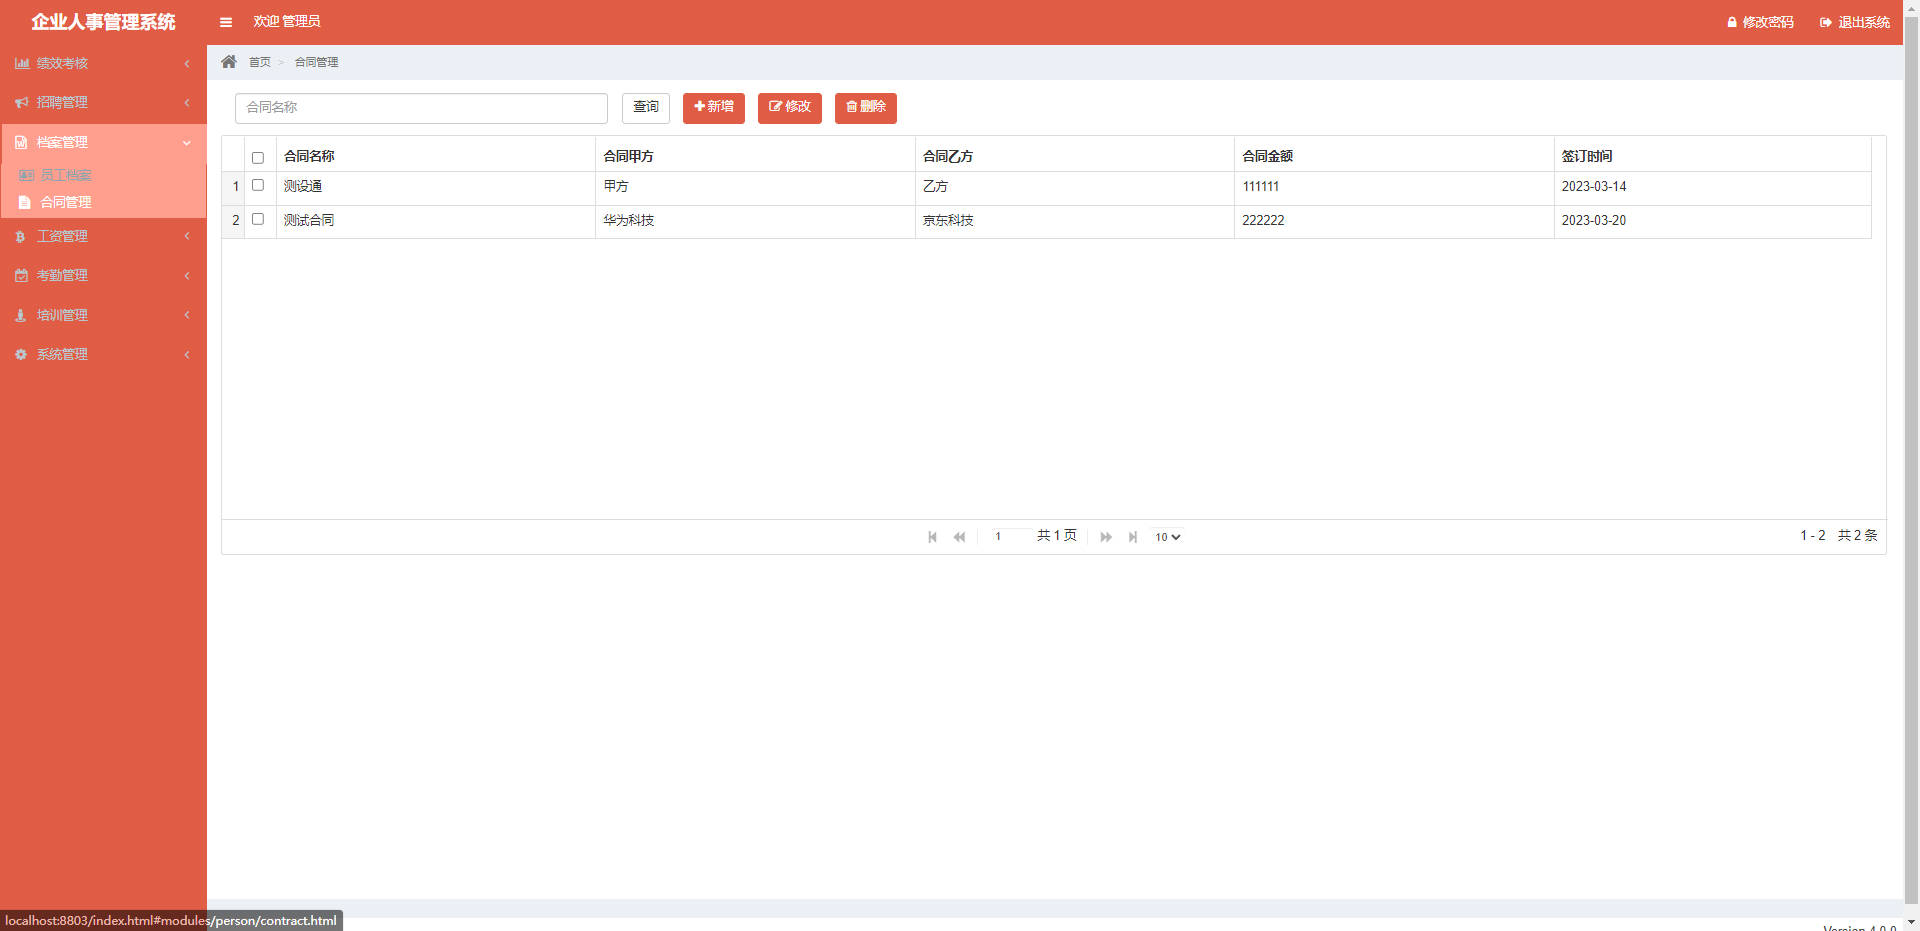 企业人事管理系统
欢迎 管理员
修改密码
退出系统
绩效考核
招聘管理
档案管理
员工档案
合同管理
工资管理
考勤管理
培训管理
系统管理
首页 > 合同管理
合同名称
查询
新增
修改
删除
合同名称 合同甲方 合同乙方 合同金额 签订时间
1 测设通 甲方 乙方 111111 2023-03-14
2 测试合同 华为科技 京东科技 222222 2023-03-20
1 共 1 页 10
1 - 2 共 2 条
localhost:8803/index.html#modules/person/contract.html
Version 4.0.0